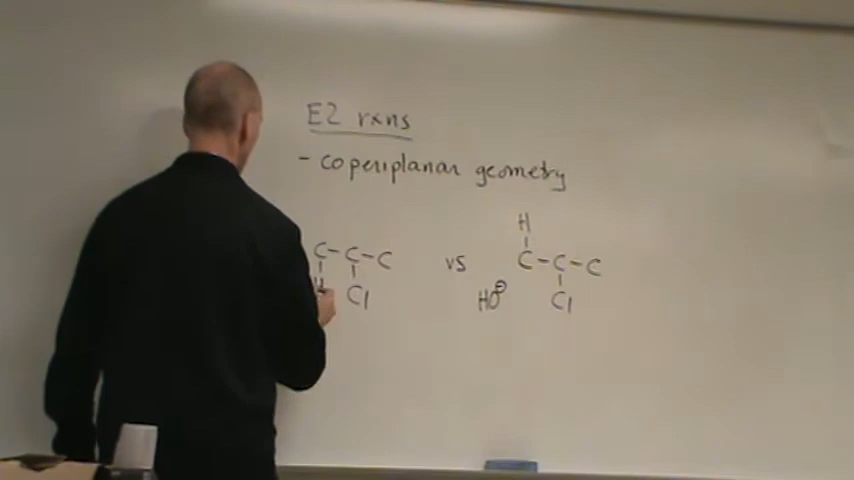 E2 rxns
- coperiplanar geometry
H
C-C-C vs C-C-C
H Cl HO⊖ Cl